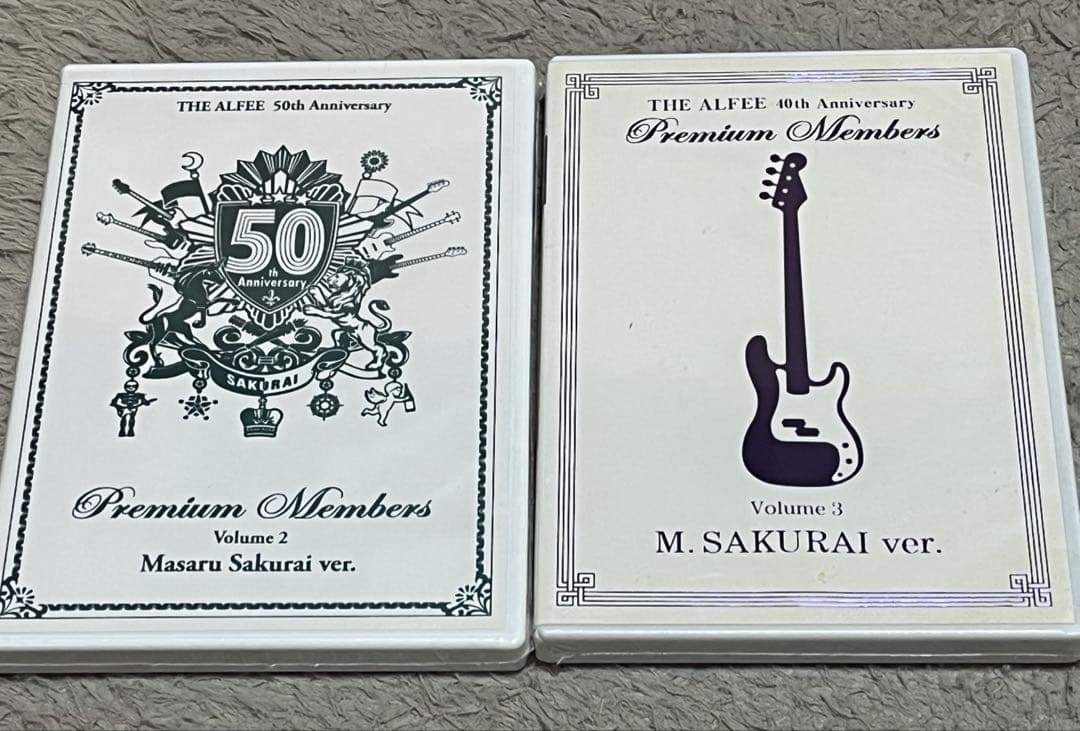 THE ALFEE 50th Anniversary
50
th
Anniversary
SAKURAI
Premium Members
Volume 2
Masaru Sakurai ver.
THE ALFEE 40th Anniversary
Premium Members
Volume 3
M. SAKURAI ver.